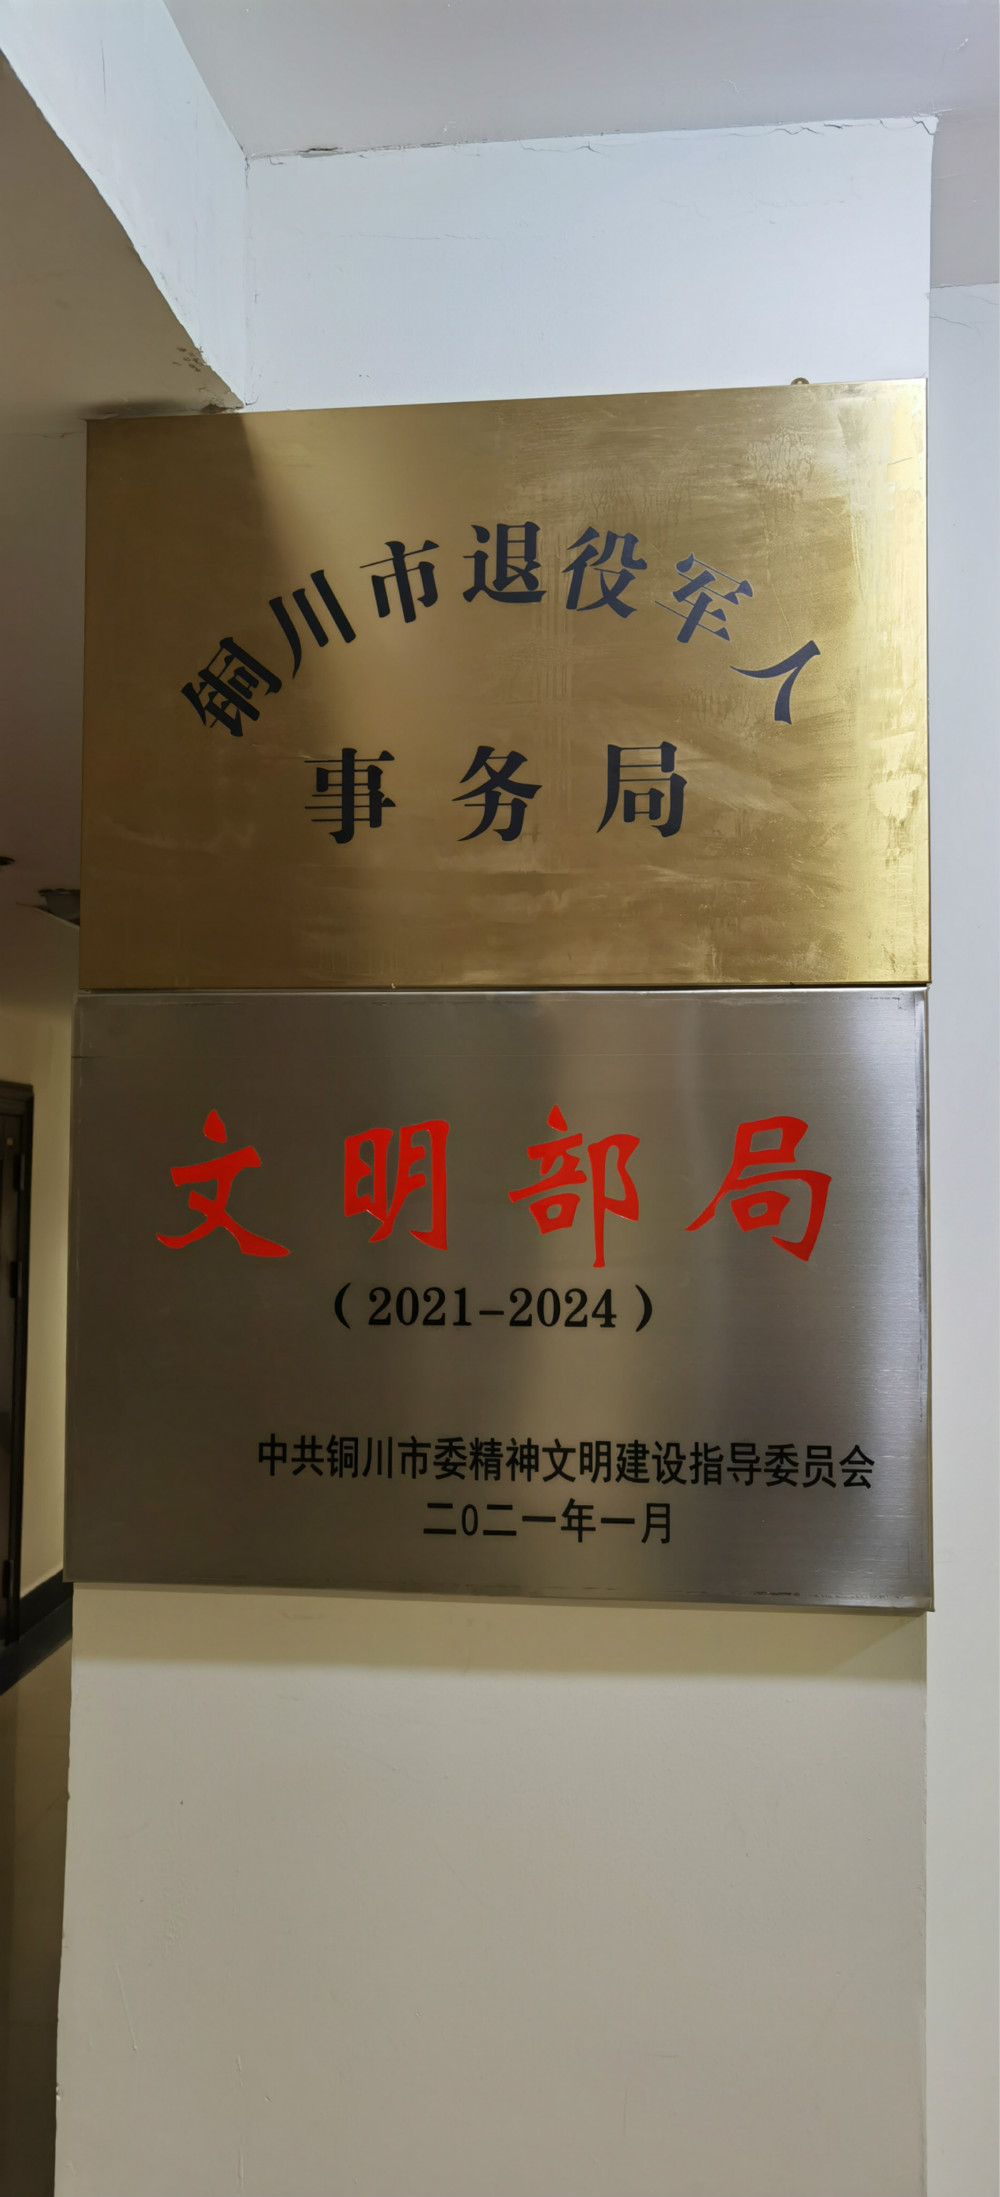 铜川市退役军人
事务局
文明部局
（2021-2024）
中共铜川市委精神文明建设指导委员会
二0二一年一月